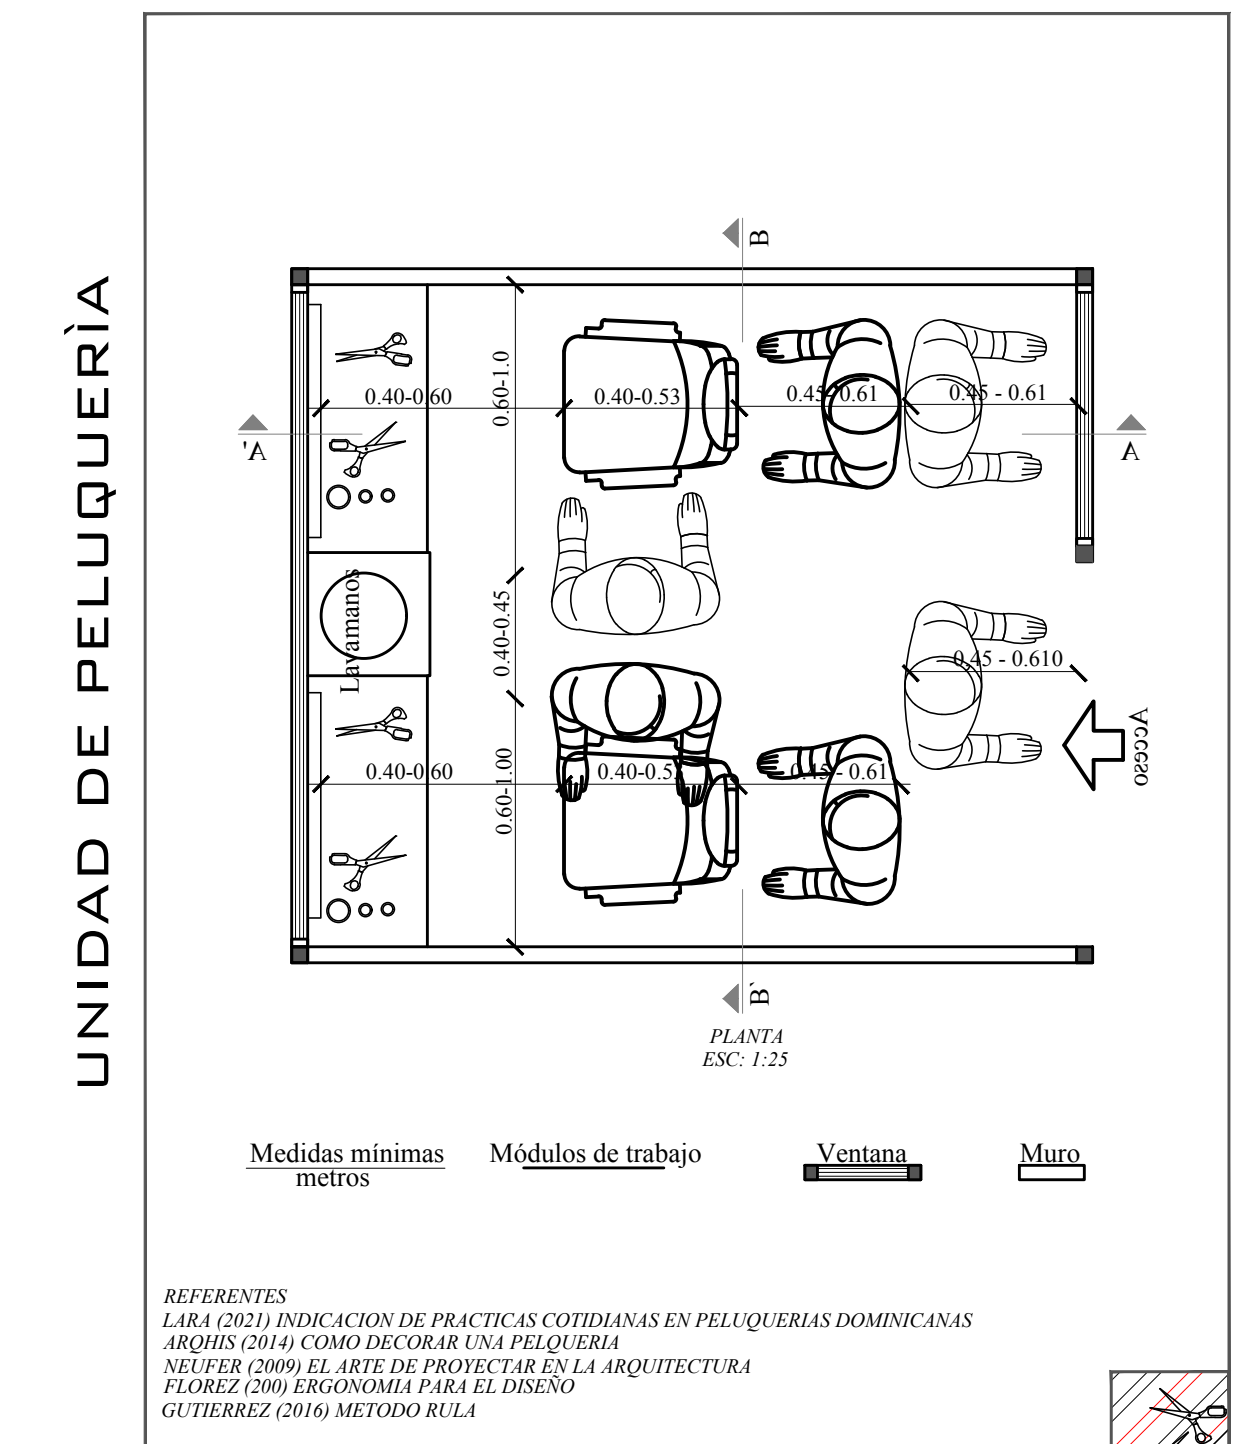 UNIDAD DE PELUQUERÌA
B
0.60-1.0
0.40-0.60
0.40-0.53
0.45-0.61
0.45 - 0.61
'A
A
Lavamanos
0.40-0.45
0.45 - 0.610
Acceso
0.60-1.00
0.40-0.60
0.40-0.53
0.45 - 0.61
B`
PLANTA
ESC: 1:25
Medidas mínimas
metros
Módulos de trabajo
Ventana
Muro
REFERENTES
LARA (2021) INDICACION DE PRACTICAS COTIDIANAS EN PELUQUERIAS DOMINICANAS
ARQHIS (2014) COMO DECORAR UNA PELQUERIA
NEUFER (2009) EL ARTE DE PROYECTAR EN LA ARQUITECTURA
FLOREZ (200) ERGONOMIA PARA EL DISEÑO
GUTIERREZ (2016) METODO RULA